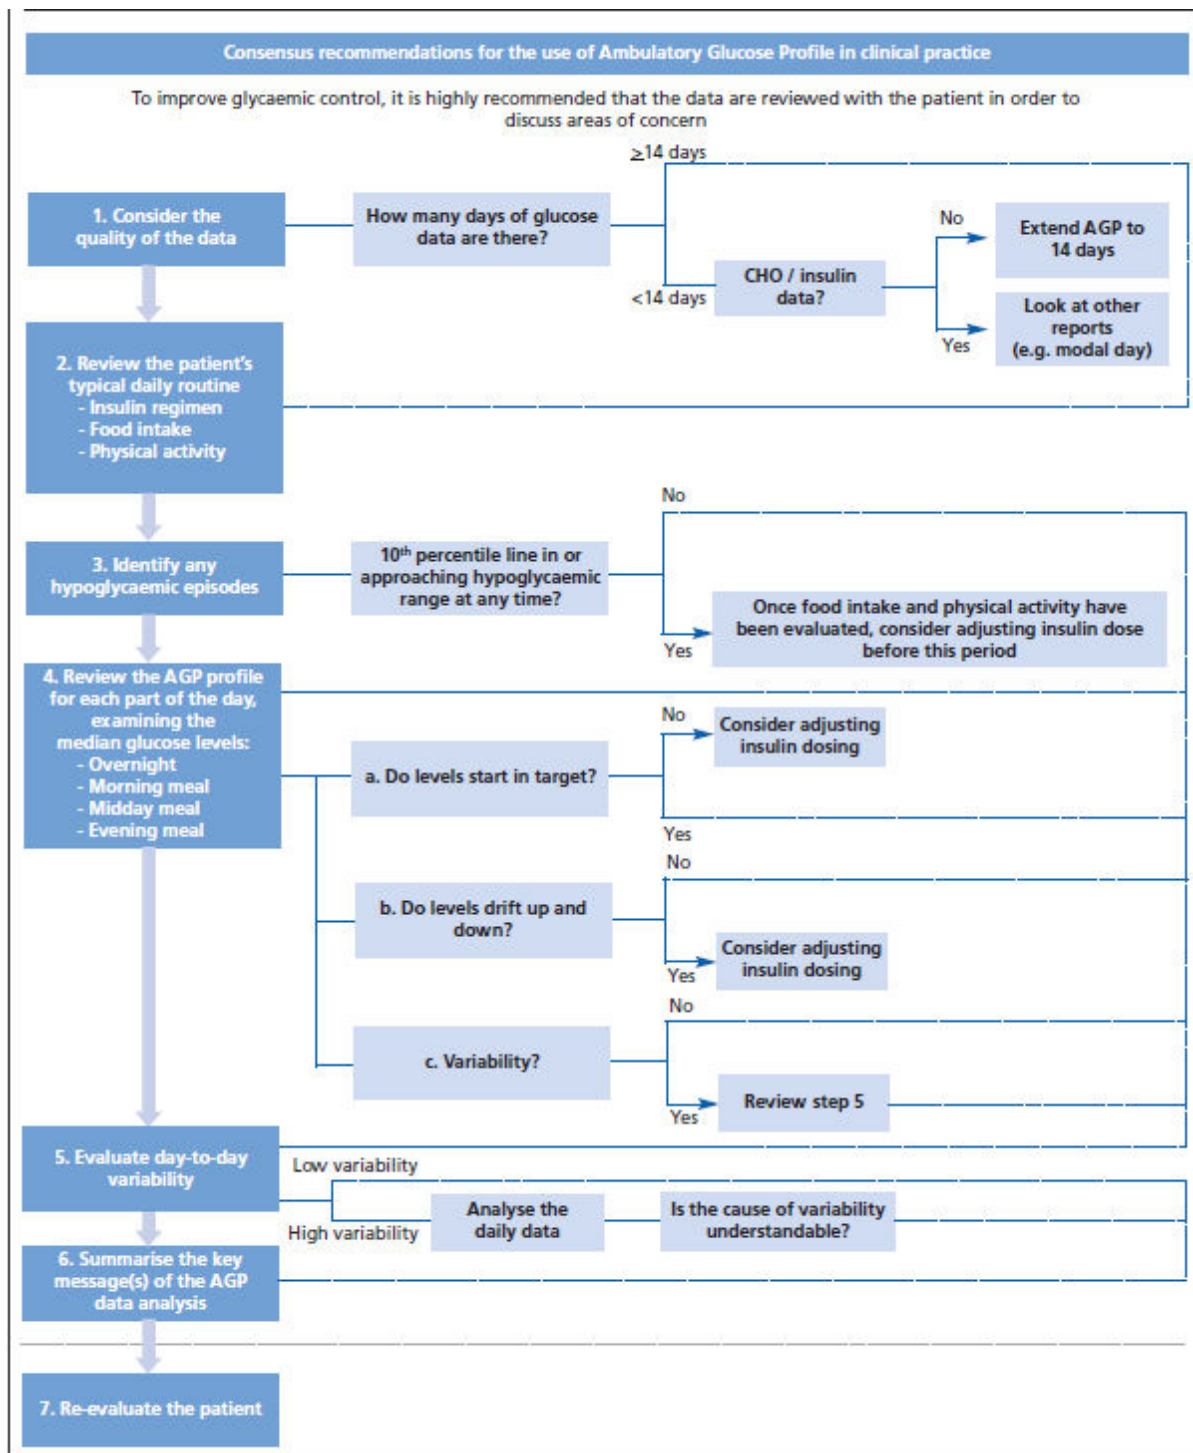 Consensus recommendations for the use of Ambulatory Glucose Profile in clinical practice
To improve glycaemic control, it is highly recommended that the data are reviewed with the patient in order to
discuss areas of concern
≥14 days
1. Consider the
quality of the data
How many days of glucose
data are there?
<14 days
CHO / insulin
data?
No
Extend AGP to
14 days
Yes
Look at other
reports
(e.g. modal day)
2. Review the patient's
typical daily routine
- Insulin regimen
- Food intake
- Physical activity
3. Identify any
hypoglycaemic episodes
10th percentile line in or
approaching hypoglycaemic
range at any time?
No
Yes
Once food intake and physical activity have
been evaluated, consider adjusting insulin dose
before this period
4. Review the AGP profile
for each part of the day,
examining the
median glucose levels:
- Overnight
- Morning meal
- Midday meal
- Evening meal
a. Do levels start in target?
No
Consider adjusting
insulin dosing
Yes
b. Do levels drift up and
down?
No
Yes
Consider adjusting
insulin dosing
c. Variability?
No
Yes
Review step 5
5. Evaluate day-to-day
variability
Low variability
High variability
Analyse the
daily data
Is the cause of variability
understandable?
6. Summarise the key
message(s) of the AGP
data analysis
7. Re-evaluate the patient